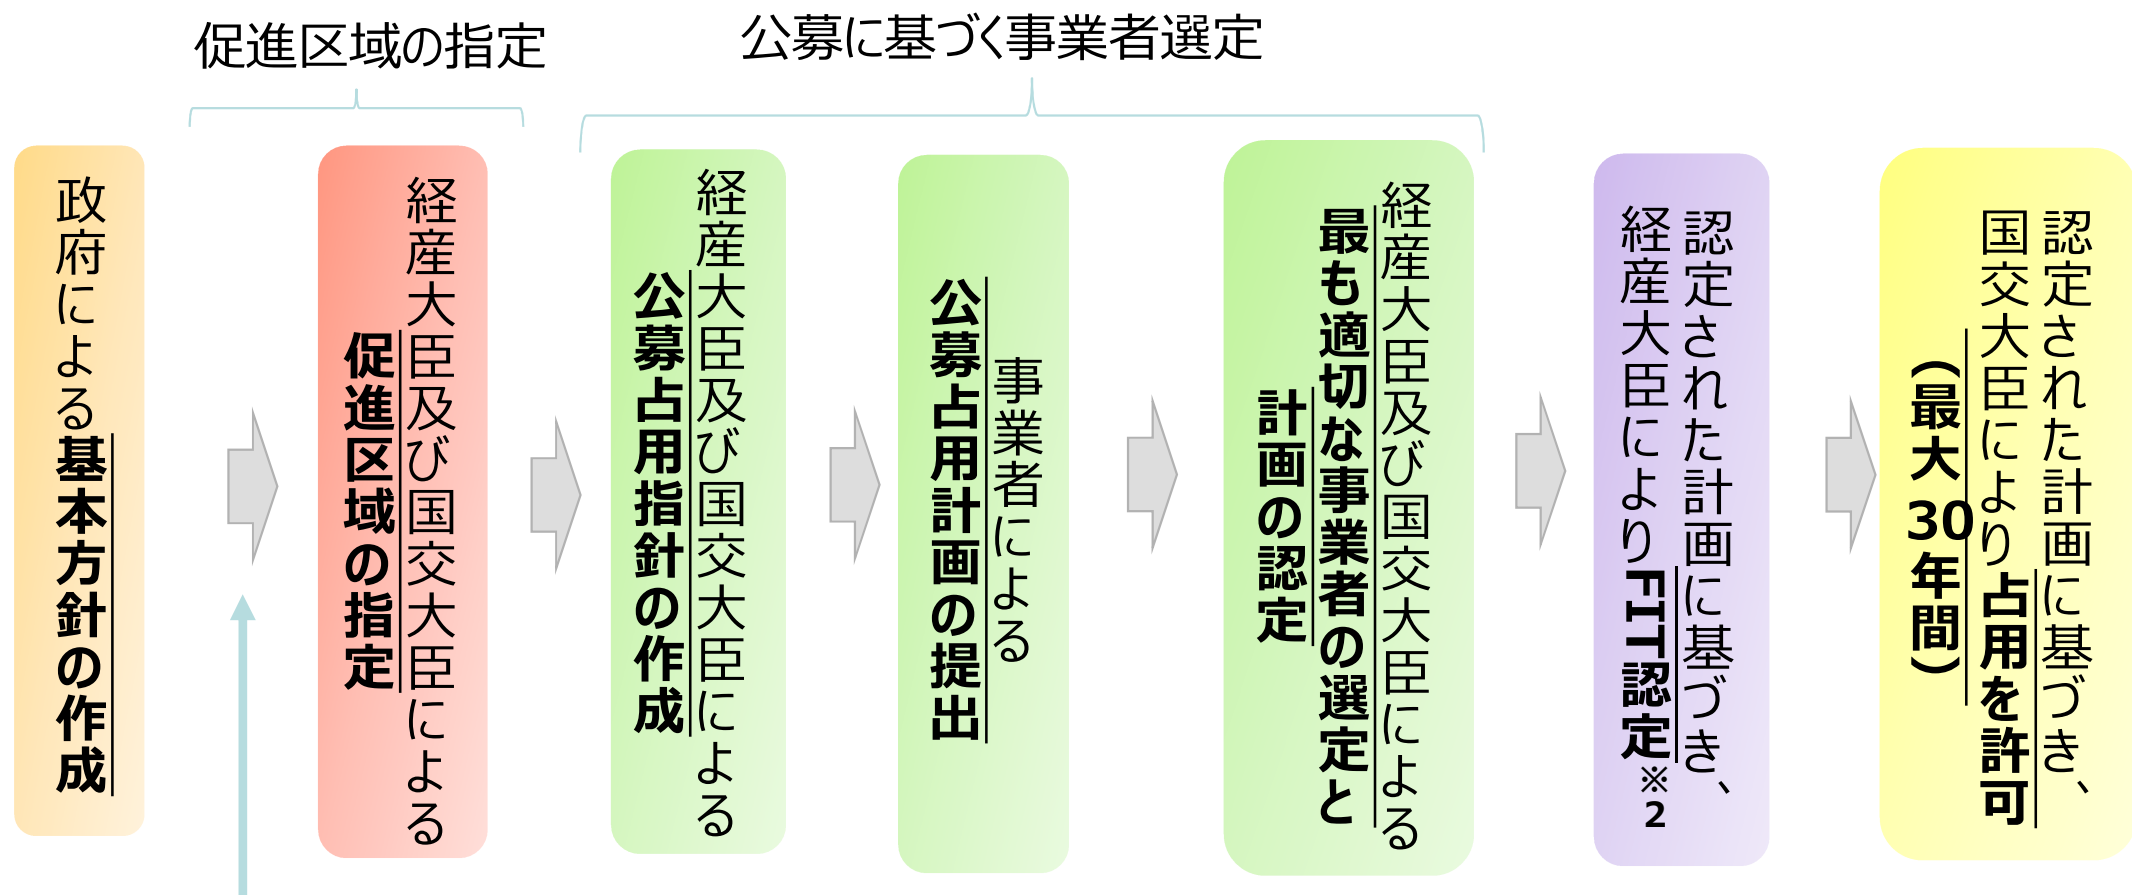 促進区域の指定
公募に基づく事業者選定
政府による基本方針の作成
経産大臣及び国交大臣による
促進区域の指定
経産大臣及び国交大臣による
公募占用指針の作成
事業者による
公募占用計画の提出
経産大臣及び国交大臣による
最も適切な事業者の選定と
計画の認定
認定された計画に基づき、
経産大臣によりFIT認定※2
認定された計画に基づき、
国交大臣により占用を許可
（最大30年間）